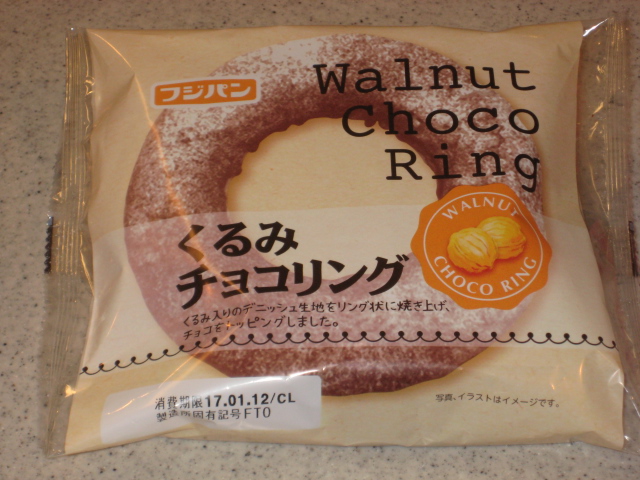 フジパン
Walnut
Choco
Ring
WALNUT
CHOCO RING
くるみ
チョコリング
くるみ入りのデニッシュ生地をリング状に焼き上げ、
チョコをトッピングしました。
消費期限17.01.12/CL
製造所固有記号FT0
写真、イラストはイメージです。